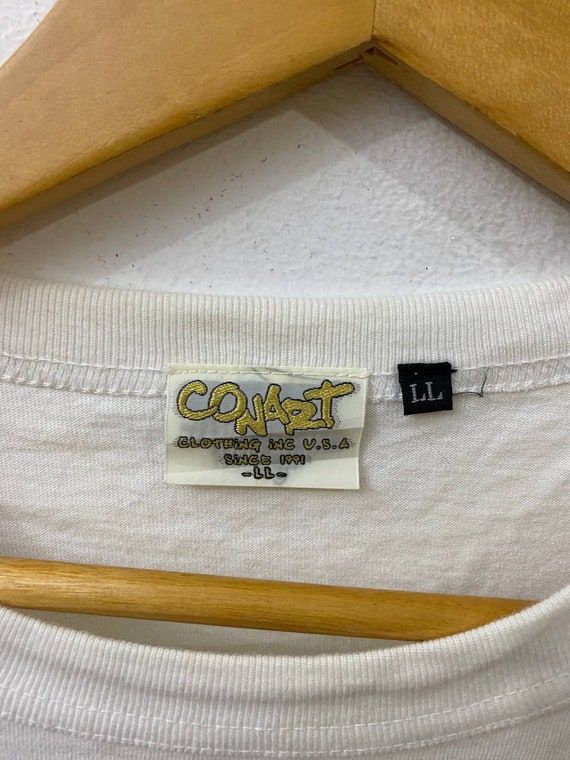 CONART
CLOTHING INC U.S.A
SINCE 1991
-LL-
LL